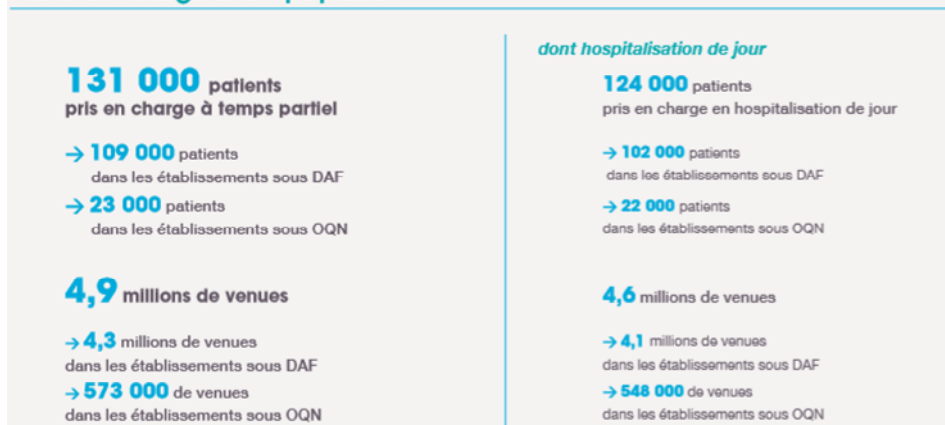 131 000 patients
pris en charge à temps partiel
→ 109 000 patients
dans les établissements sous DAF
→ 23 000 patients
dans les établissements sous OQN
4,9 millions de venues
→ 4,3 millions de venues
dans les établissements sous DAF
→ 573 000 de venues
dans les établissements sous OQN
dont hospitalisation de jour
124 000 patients
pris en charge en hospitalisation de jour
→ 102 000 patients
dans les établissements sous DAF
→ 22 000 patients
dans les établissements sous OQN
4,6 millions de venues
→ 4,1 millions de venues
dans les établissements sous DAF
→ 548 000 de venues
dans les établissements sous OQN